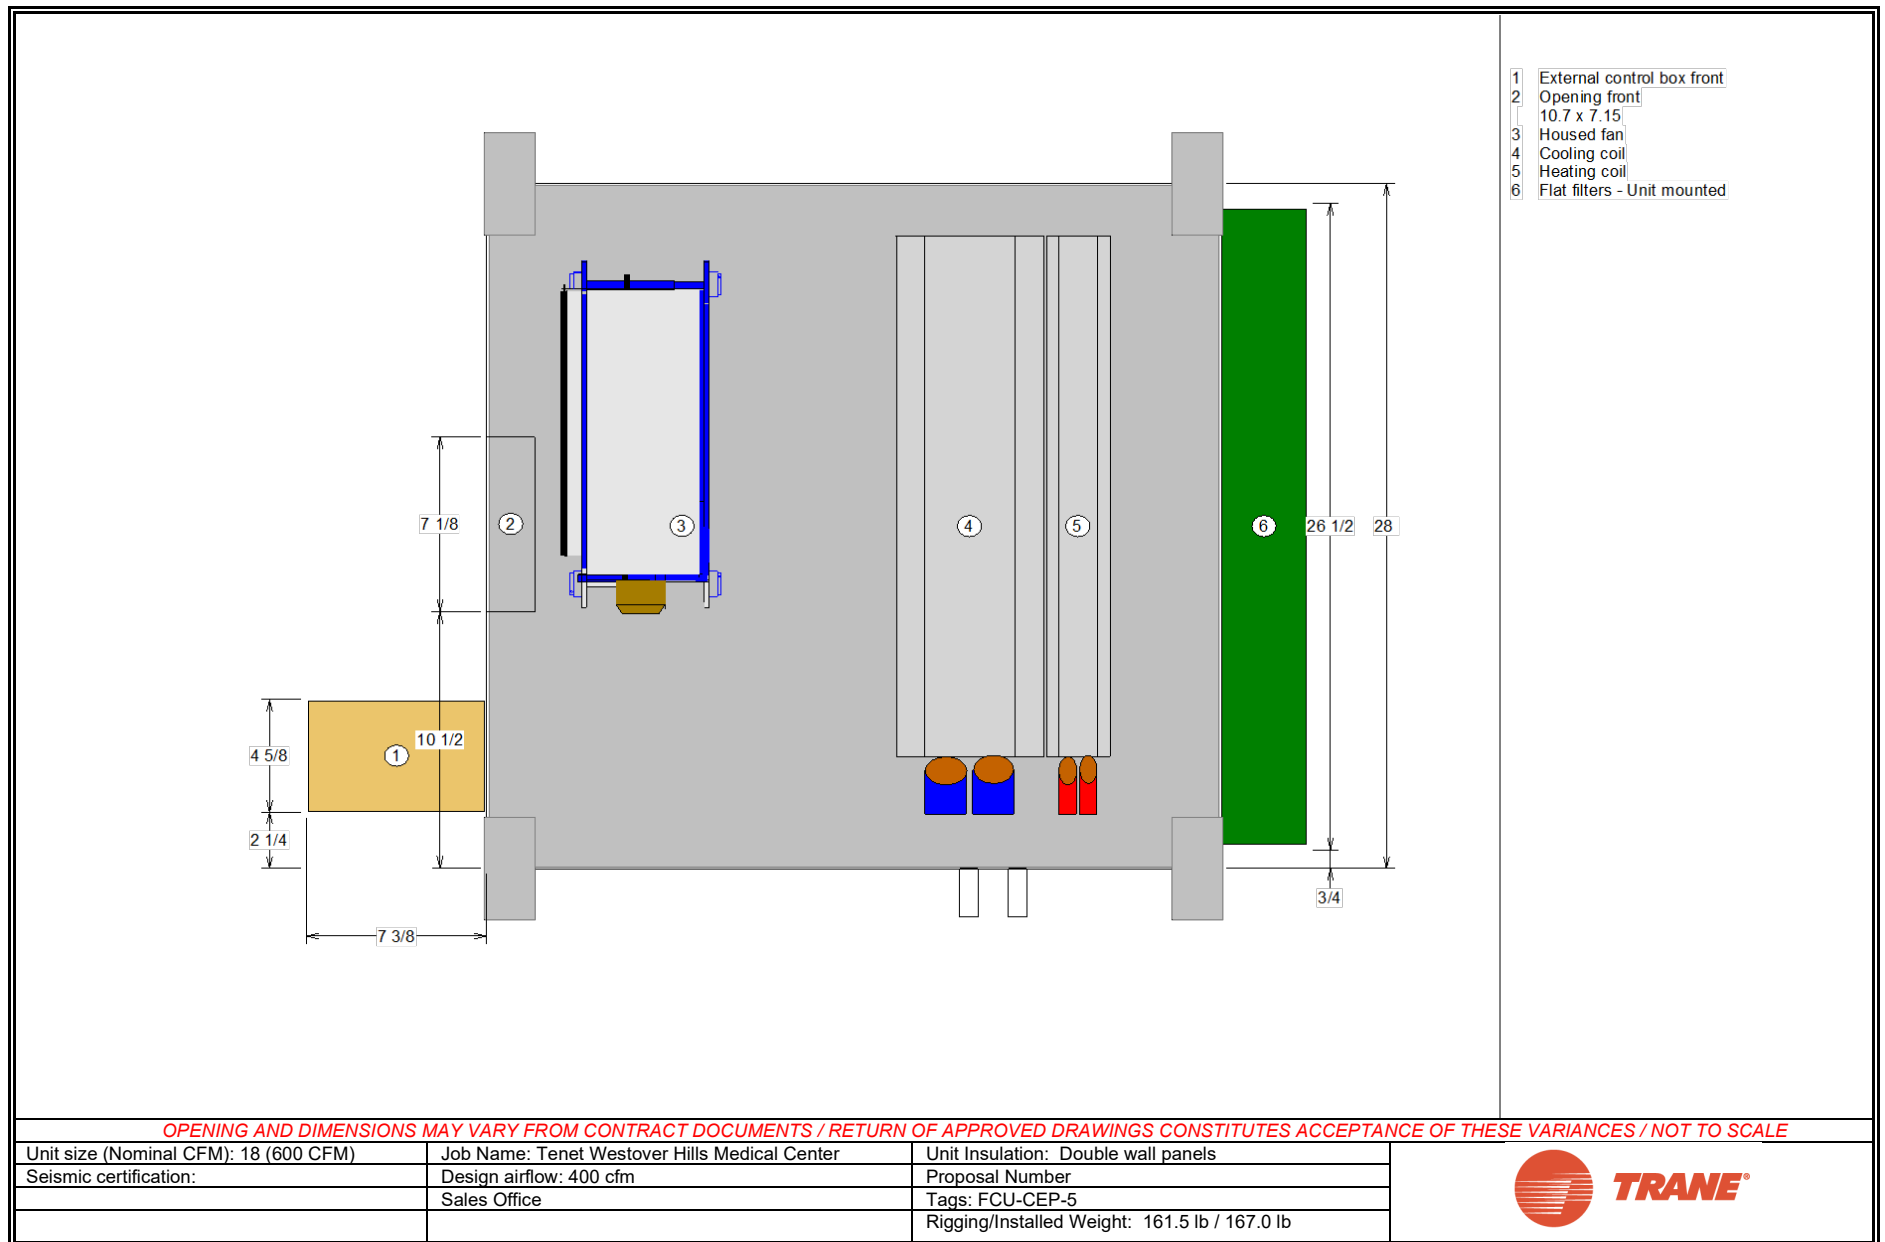 1 External control box front
2 Opening front
10.7 x 7.15
3 Housed fan
4 Cooling coil
5 Heating coil
6 Flat filters - Unit mounted
7 1/8
2
3
4
5
6
26 1/2
28
10 1/2
4 5/8
1
2 1/4
3/4
7 3/8
OPENING AND DIMENSIONS MAY VARY FROM CONTRACT DOCUMENTS / RETURN OF APPROVED DRAWINGS CONSTITUTES ACCEPTANCE OF THESE VARIANCES / NOT TO SCALE
Unit size (Nominal CFM): 18 (600 CFM)
Job Name: Tenet Westover Hills Medical Center
Unit Insulation: Double wall panels
Seismic certification:
Design airflow: 400 cfm
Proposal Number
Sales Office
Tags: FCU-CEP-5
Rigging/Installed Weight: 161.5 lb / 167.0 lb
TRANE®